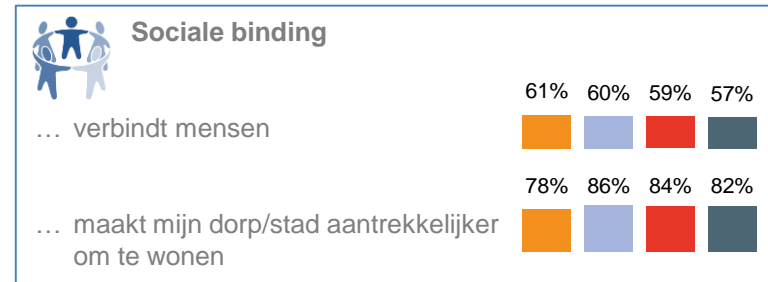 Sociale binding
61% 60% 59% 57%
… verbindt mensen
78% 86% 84% 82%
… maakt mijn dorp/stad aantrekkelijker
om te wonen